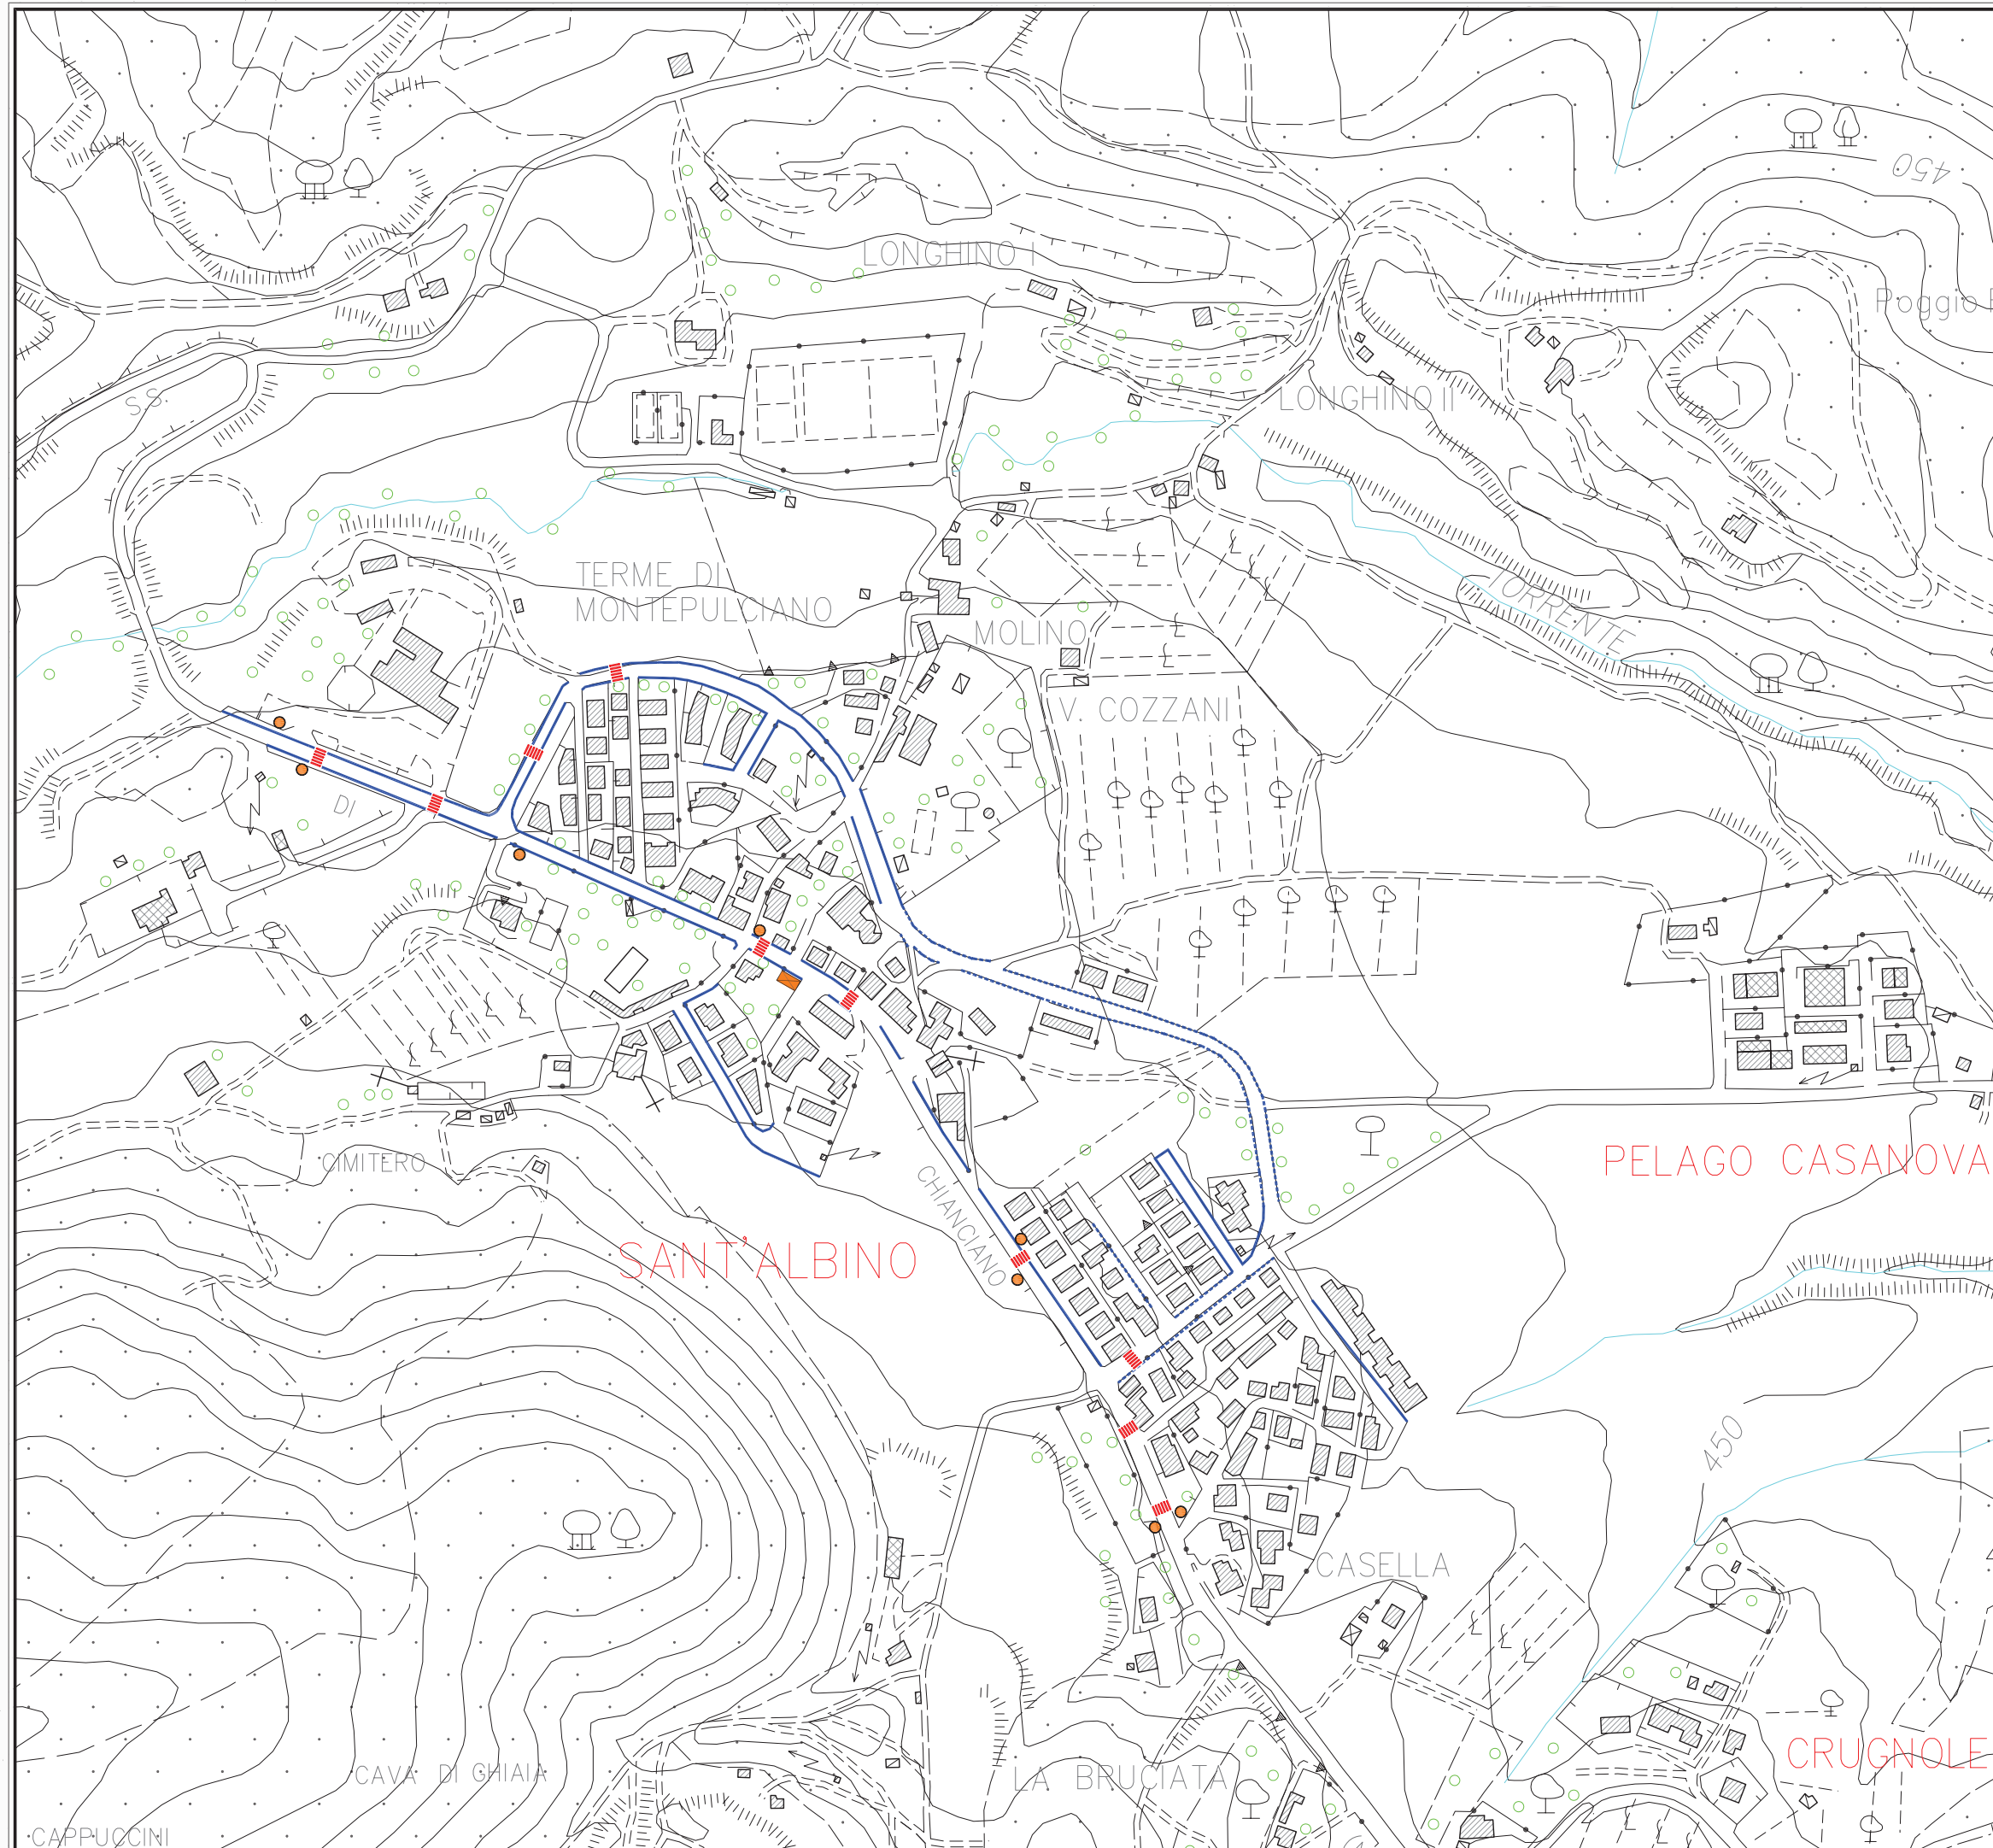 450
LONGHINO I
Poggio
S.S.
LONGHINO II
TERME DI
MONTEPULCIANO
TORRENTE
MOLINO
V. COZZANI
DI
CIMITERO
PELAGO CASANOVA
CHIANCIANO
SANT'ALBINO
450
CASELLA
CRUGNOLE
CAVA DI GHIAIA
LA BRUCIATA
CAPPUCCINI